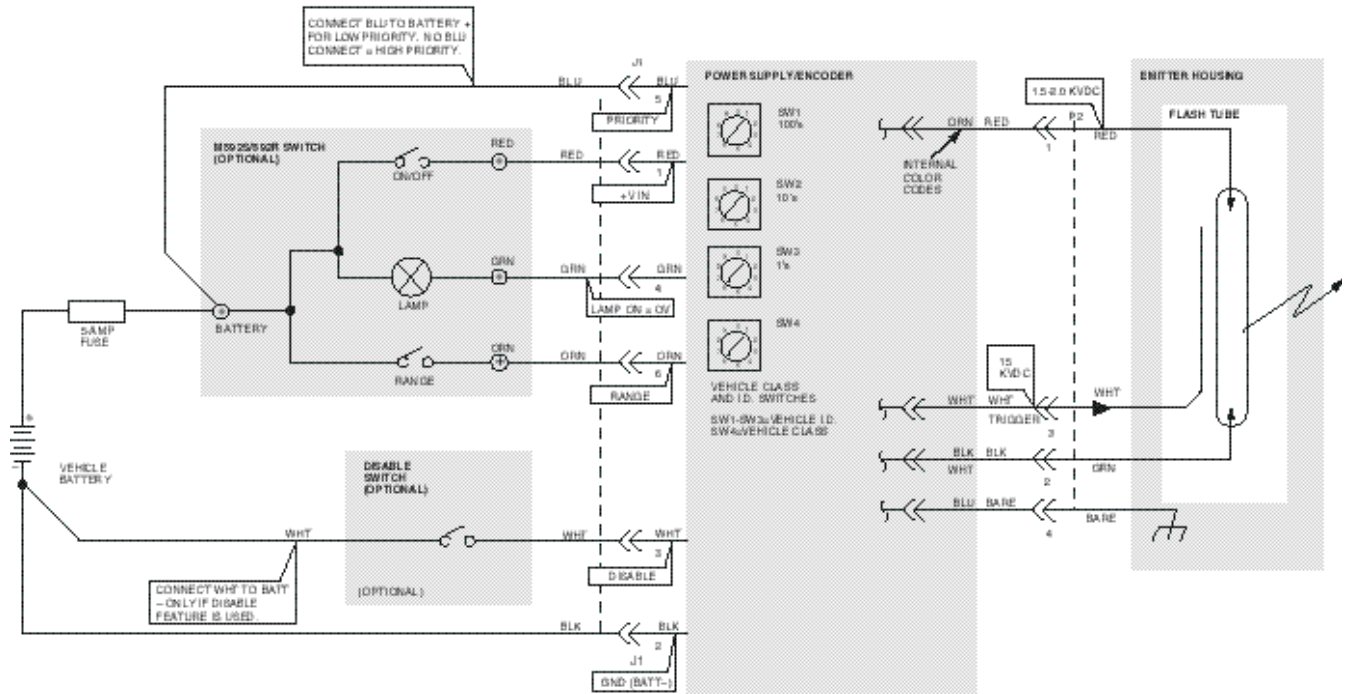 CONNECT BLU TO BATTERY +
FOR LOW PRIORITY. NO BLU
CONNECT = HIGH PRIORITY.
J1
BLU
BLU
5
PRIORITY
M592S/592R SWITCH
(OPTIONAL)
ON/OFF
RED
RED
RED
1
+V IN
GRN
GRN
GRN
4
LAMP
LAMP ON = 0V
BATTERY
5 AMP
FUSE
ORN
ORN
ORN
6
RANGE
RANGE
+
-
VEHICLE
BATTERY
DISABLE
SWITCH
(OPTIONAL)
WHT
WHT
WHT
3
DISABLE
(OPTIONAL)
CONNECT WHT TO BATT
– ONLY IF DISABLE
FEATURE IS USED.
BLK
BLK
2
J1
GND (BATT–)
POWER SUPPLY/ENCODER
SW1
100's
SW2
10's
SW3
1's
SW4
VEHICLE CLASS
AND I.D. SWITCHES
SW1-SW3=VEHICLE I.D.
SW4=VEHICLE CLASS
ORN
RED
INTERNAL
COLOR
CODES
1
1.5-2.0 KVDC
P2
RED
EMITTER HOUSING
FLASH TUBE
15
KVDC
WHT
WHT
TRIGGER
3
WHT
BLK
WHT
BLK
2
GRN
BLU
BARE
4
BARE